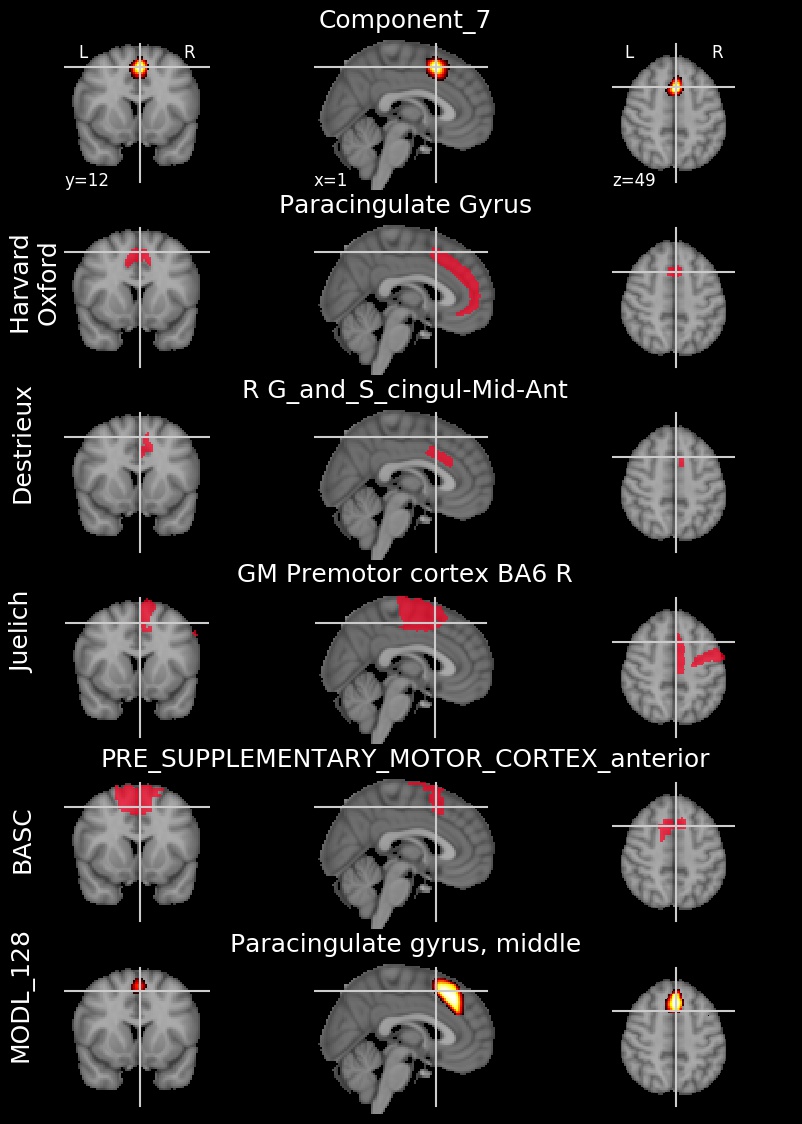 Component_7
L R L R
y=12 x=1 z=49
Paracingulate Gyrus
Harvard
Oxford
R G_and_S_cingul-Mid-Ant
Destrieux
GM Premotor cortex BA6 R
Juelich
PRE_SUPPLEMENTARY_MOTOR_CORTEX_anterior
BASC
Paracingulate gyrus, middle
MODL_128